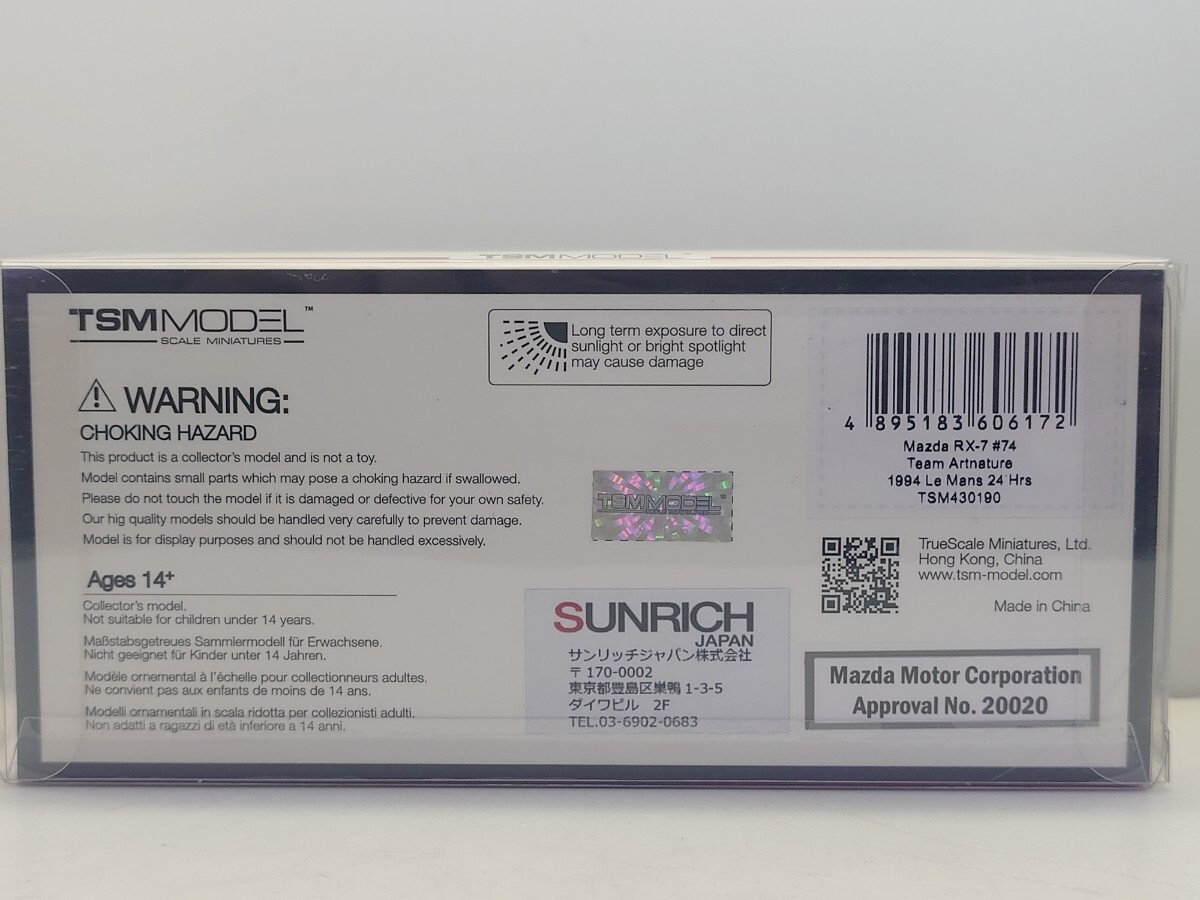 TSMMODEL
TSMMODEL™
SCALE MINIATURES
Long term exposure to direct
sunlight or bright spotlight
may cause damage
WARNING:
CHOKING HAZARD
This product is a collector's model and is not a toy.
Model contains small parts which may pose a choking hazard if swallowed.
Please do not touch the model if it is damaged or defective for your own safety.
Our hig quality models should be handled very carefully to prevent damage.
Model is for display purposes and should not be handled excessively.
Ages 14+
Collector's model.
Not suitable for children under 14 years.
Maßstabsgetreues Sammlermodell für Erwachsene.
Nicht geeignet für Kinder unter 14 Jahren.
Modèle ornemental à l'échelle pour collectionneurs adultes.
Ne convient pas aux enfants de moins de 14 ans.
Modelli ornamentali in scala ridotta per collezionisti adulti.
Non adatti a ragazzi di età inferiore a 14 anni.
TSMMODEL
SUNRICH
JAPAN
サンリッチジャパン株式会社
〒170-0002
東京都豊島区巣鴨1-3-5
ダイワビル 2F
TEL.03-6902-0683
4 895183 606172
Mazda RX-7 #74
Team Artnature
1994 Le Mans 24 Hrs
TSM430190
TrueScale Miniatures, Ltd.
Hong Kong, China
www.tsm-model.com
Made in China
Mazda Motor Corporation
Approval No. 20020